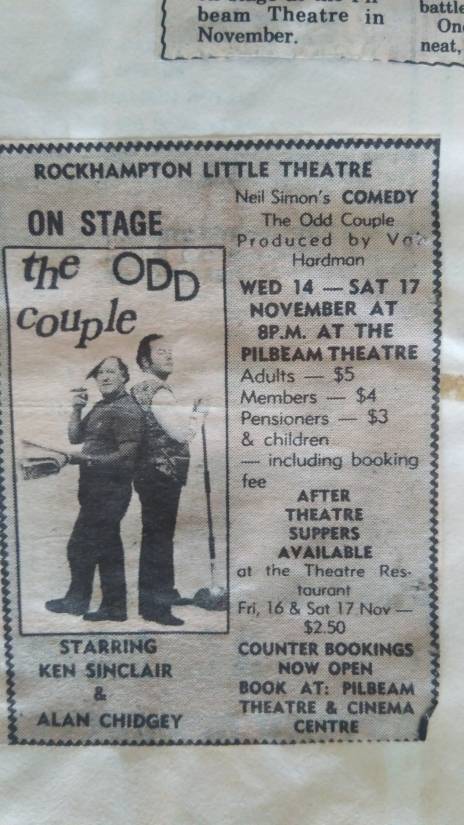 beam Theatre in
November.
battle
neat,
ROCKHAMPTON LITTLE THEATRE
ON STAGE
the ODD
couple
STARRING
KEN SINCLAIR
&
ALAN CHIDGEY
Neil Simon's COMEDY
The Odd Couple
Produced by
Hardman
WED 14 — SAT 17
NOVEMBER AT
8P.M. AT THE
PILBEAM THEATRE
Adults — $5
Members — $4
Pensioners — $3
& children
— including booking
fee
AFTER
THEATRE
SUPPERS
AVAILABLE
at the Theatre Res-
taurant
Fri, 16 & Sat 17 Nov —
$2.50
COUNTER BOOKINGS
NOW OPEN
BOOK AT: PILBEAM
THEATRE & CINEMA
CENTRE